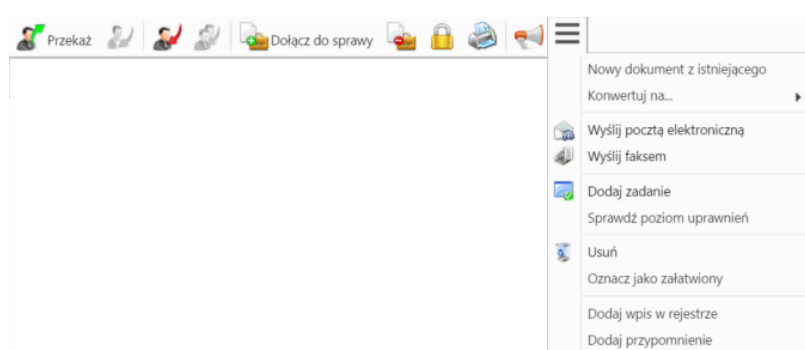 Przekaż
Dołącz do sprawy
Nowy dokument z istniejącego
Konwertuj na...
Wyślij pocztą elektroniczną
Wyślij faksem
Dodaj zadanie
Sprawdź poziom uprawnień
Usuń
Oznacz jako załatwiony
Dodaj wpis w rejestrze
Dodaj przypomnienie